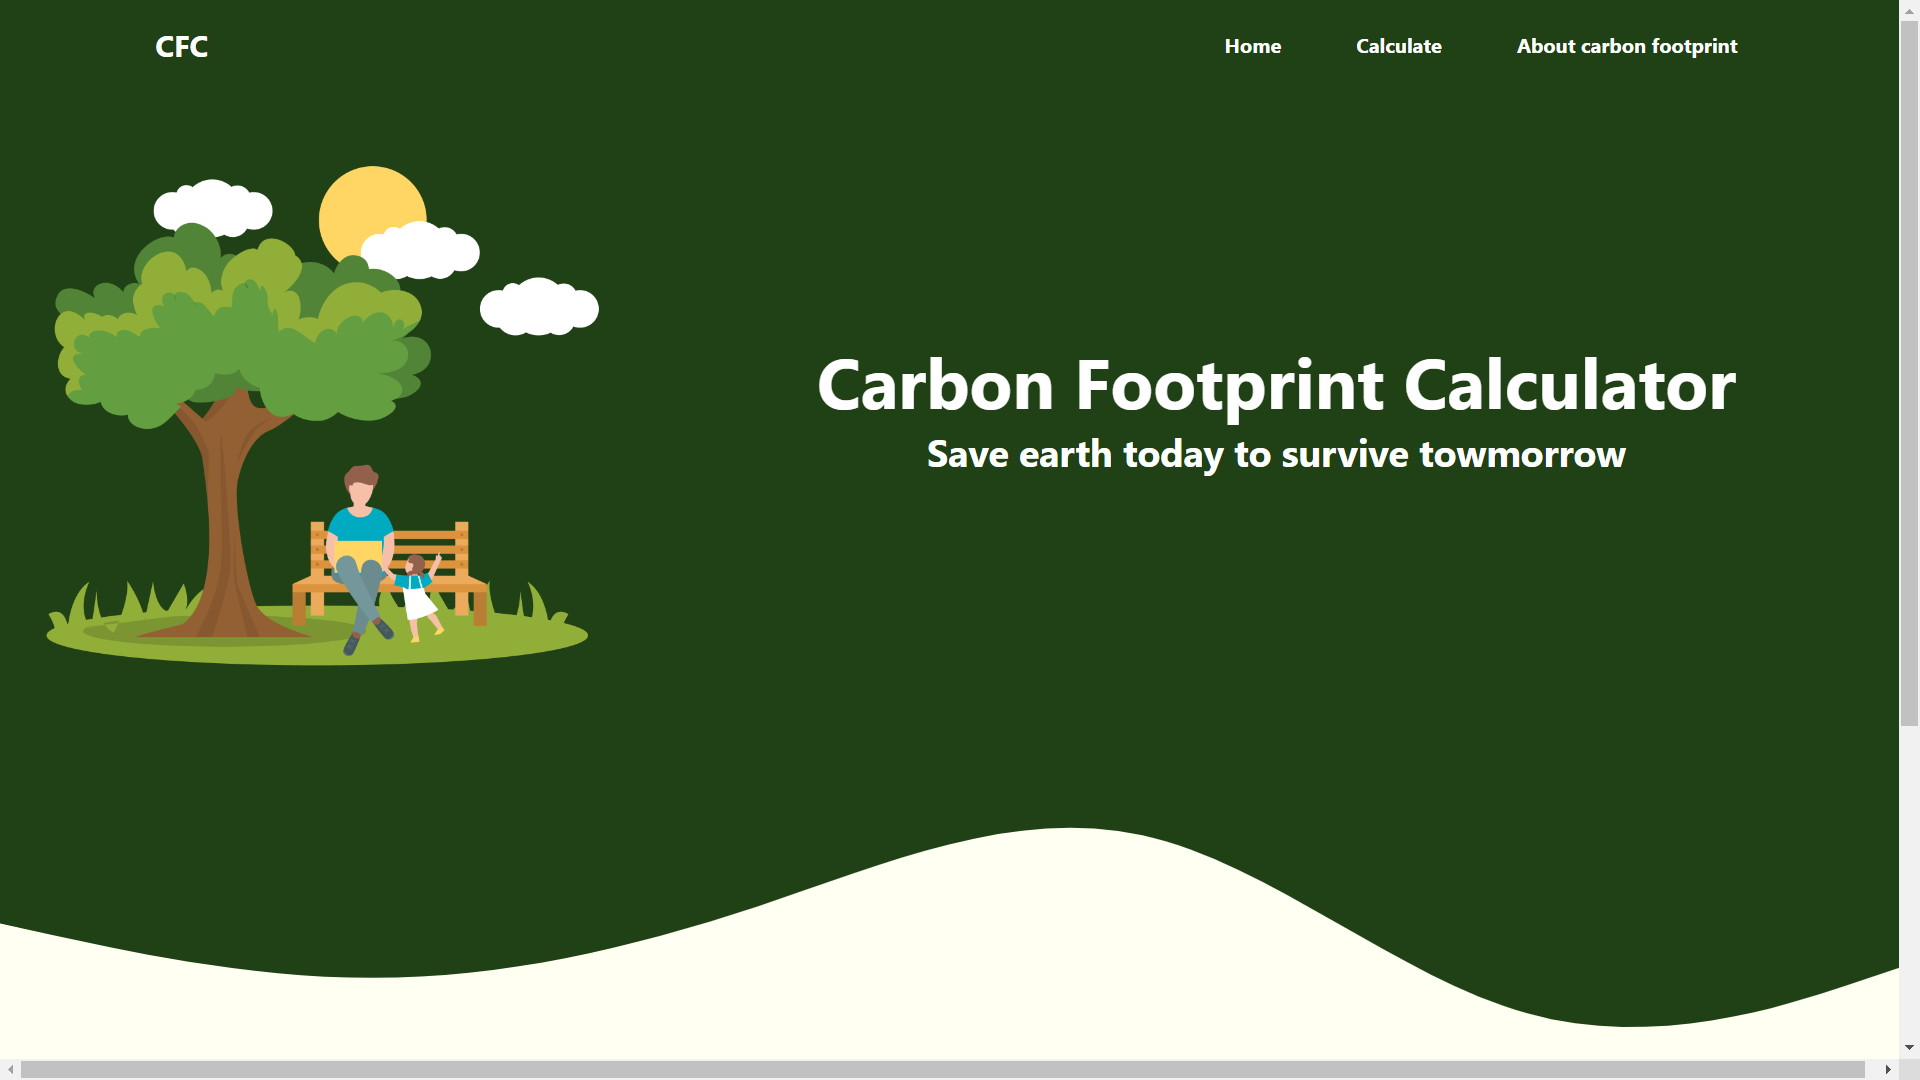 CFC
Home Calculate About carbon footprint
Carbon Footprint Calculator
Save earth today to survive towmorrow